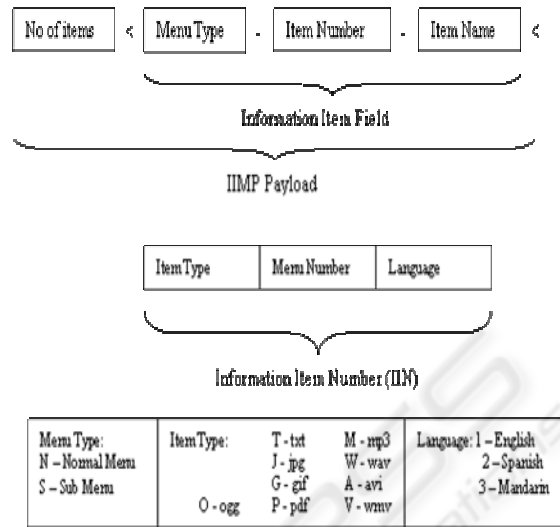 No of items < Menu Type - Item Number - Item Name <
Information Item Field
IIMP Payload
Item Type Menu Number Language
Information Item Number (IIN)
Menu Type: Item Type: T - txt M - mp3 Language: 1 – English
N – Normal Menu J - jpg W - wav 2 – Spanish
S – Sub Menu G - gif A - avi 3 – Mandarin
O - ogg P - pdf V - wmv